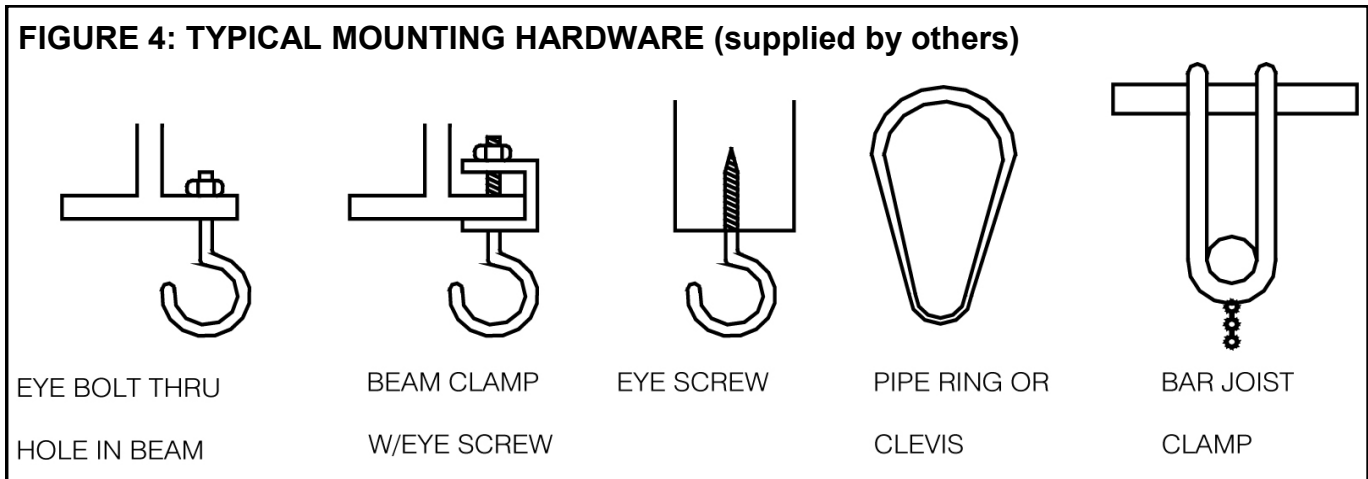 FIGURE 4: TYPICAL MOUNTING HARDWARE (supplied by others)
EYE BOLT THRU
HOLE IN BEAM
BEAM CLAMP
W/EYE SCREW
EYE SCREW
PIPE RING OR
CLEVIS
BAR JOIST
CLAMP